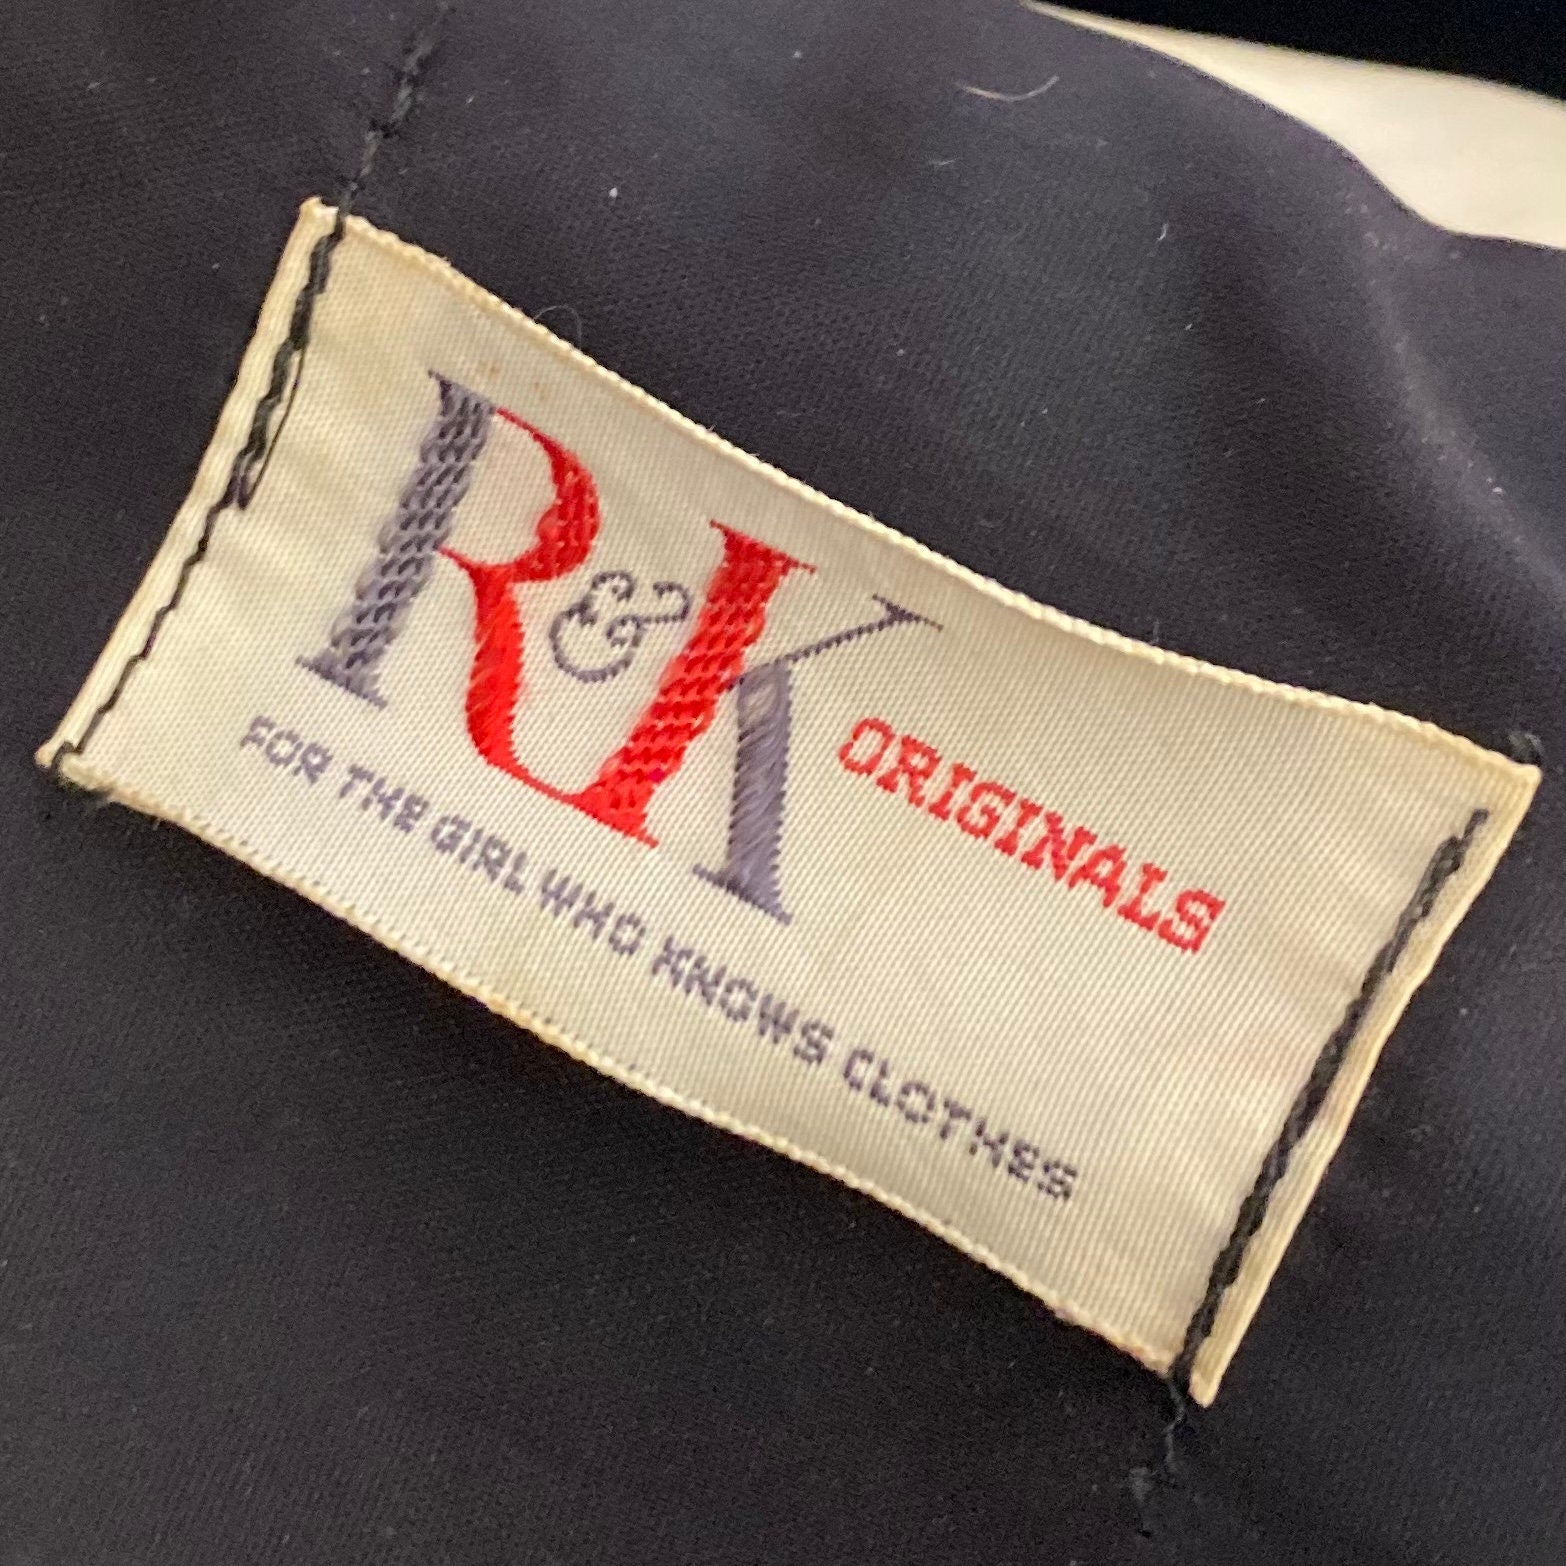 R&K ORIGINALS
FOR THE GIRL WHO KNOWS CLOTHES